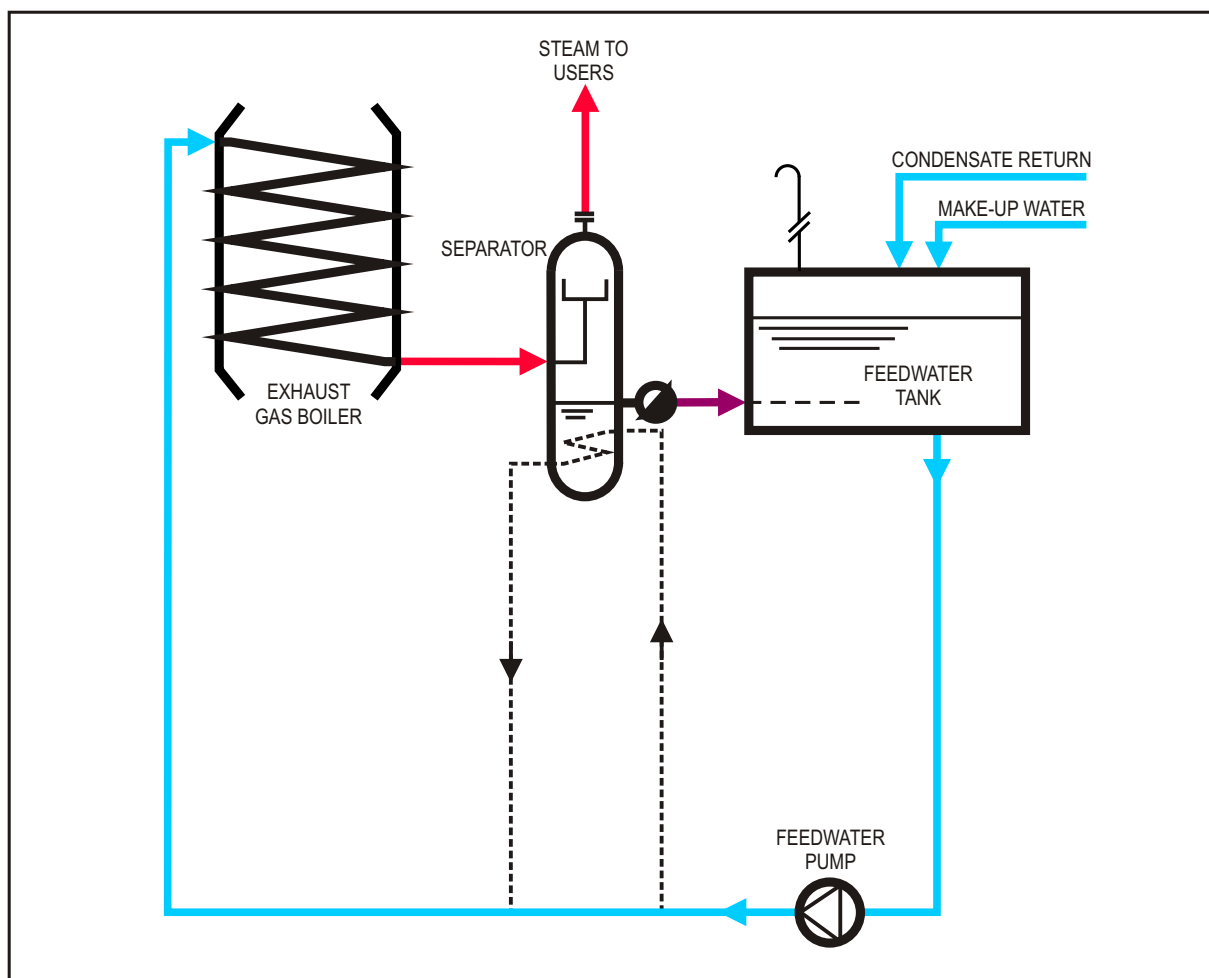 STEAM TO
USERS
CONDENSATE RETURN
MAKE-UP WATER
SEPARATOR
FEEDWATER
TANK
EXHAUST
GAS BOILER
FEEDWATER
PUMP